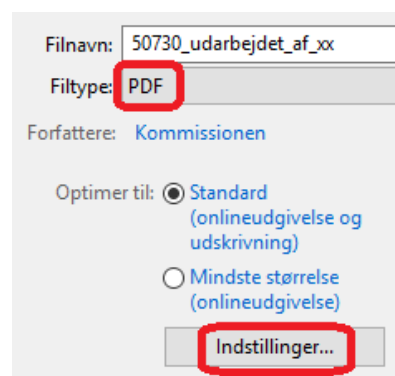 Filnavn: 50730_udarbejdet_af_xx
Filtype: PDF
Forfattere: Kommissionen
Optimer til: Standard
(onlineudgivelse og
udskrivning)
Mindste størrelse
(onlineudgivelse)
Indstillinger...